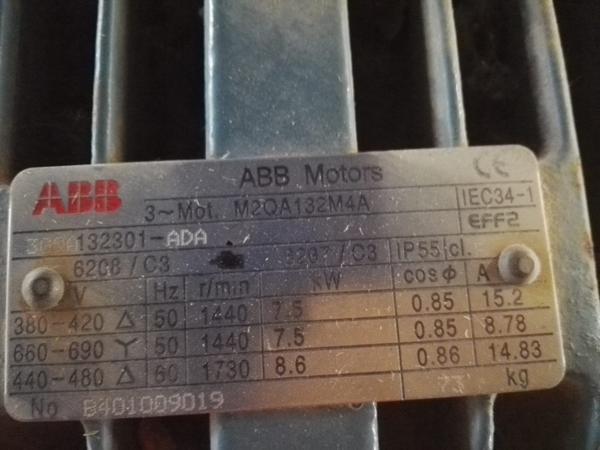 ABB
ABB Motors
CE
3~Mot. M2QA132M4A
IEC34-1
EFF2
132301-ADA
6208/C3
6207/C3
IP55 cl.
V Hz r/min kW cosϕ A
380-420 △ 50 1440 7.5 0.85 15.2
660-690 Y 50 1440 7.5 0.85 8.78
440-480 △ 60 1730 8.6 0.86 14.83
No B401009019
73 kg